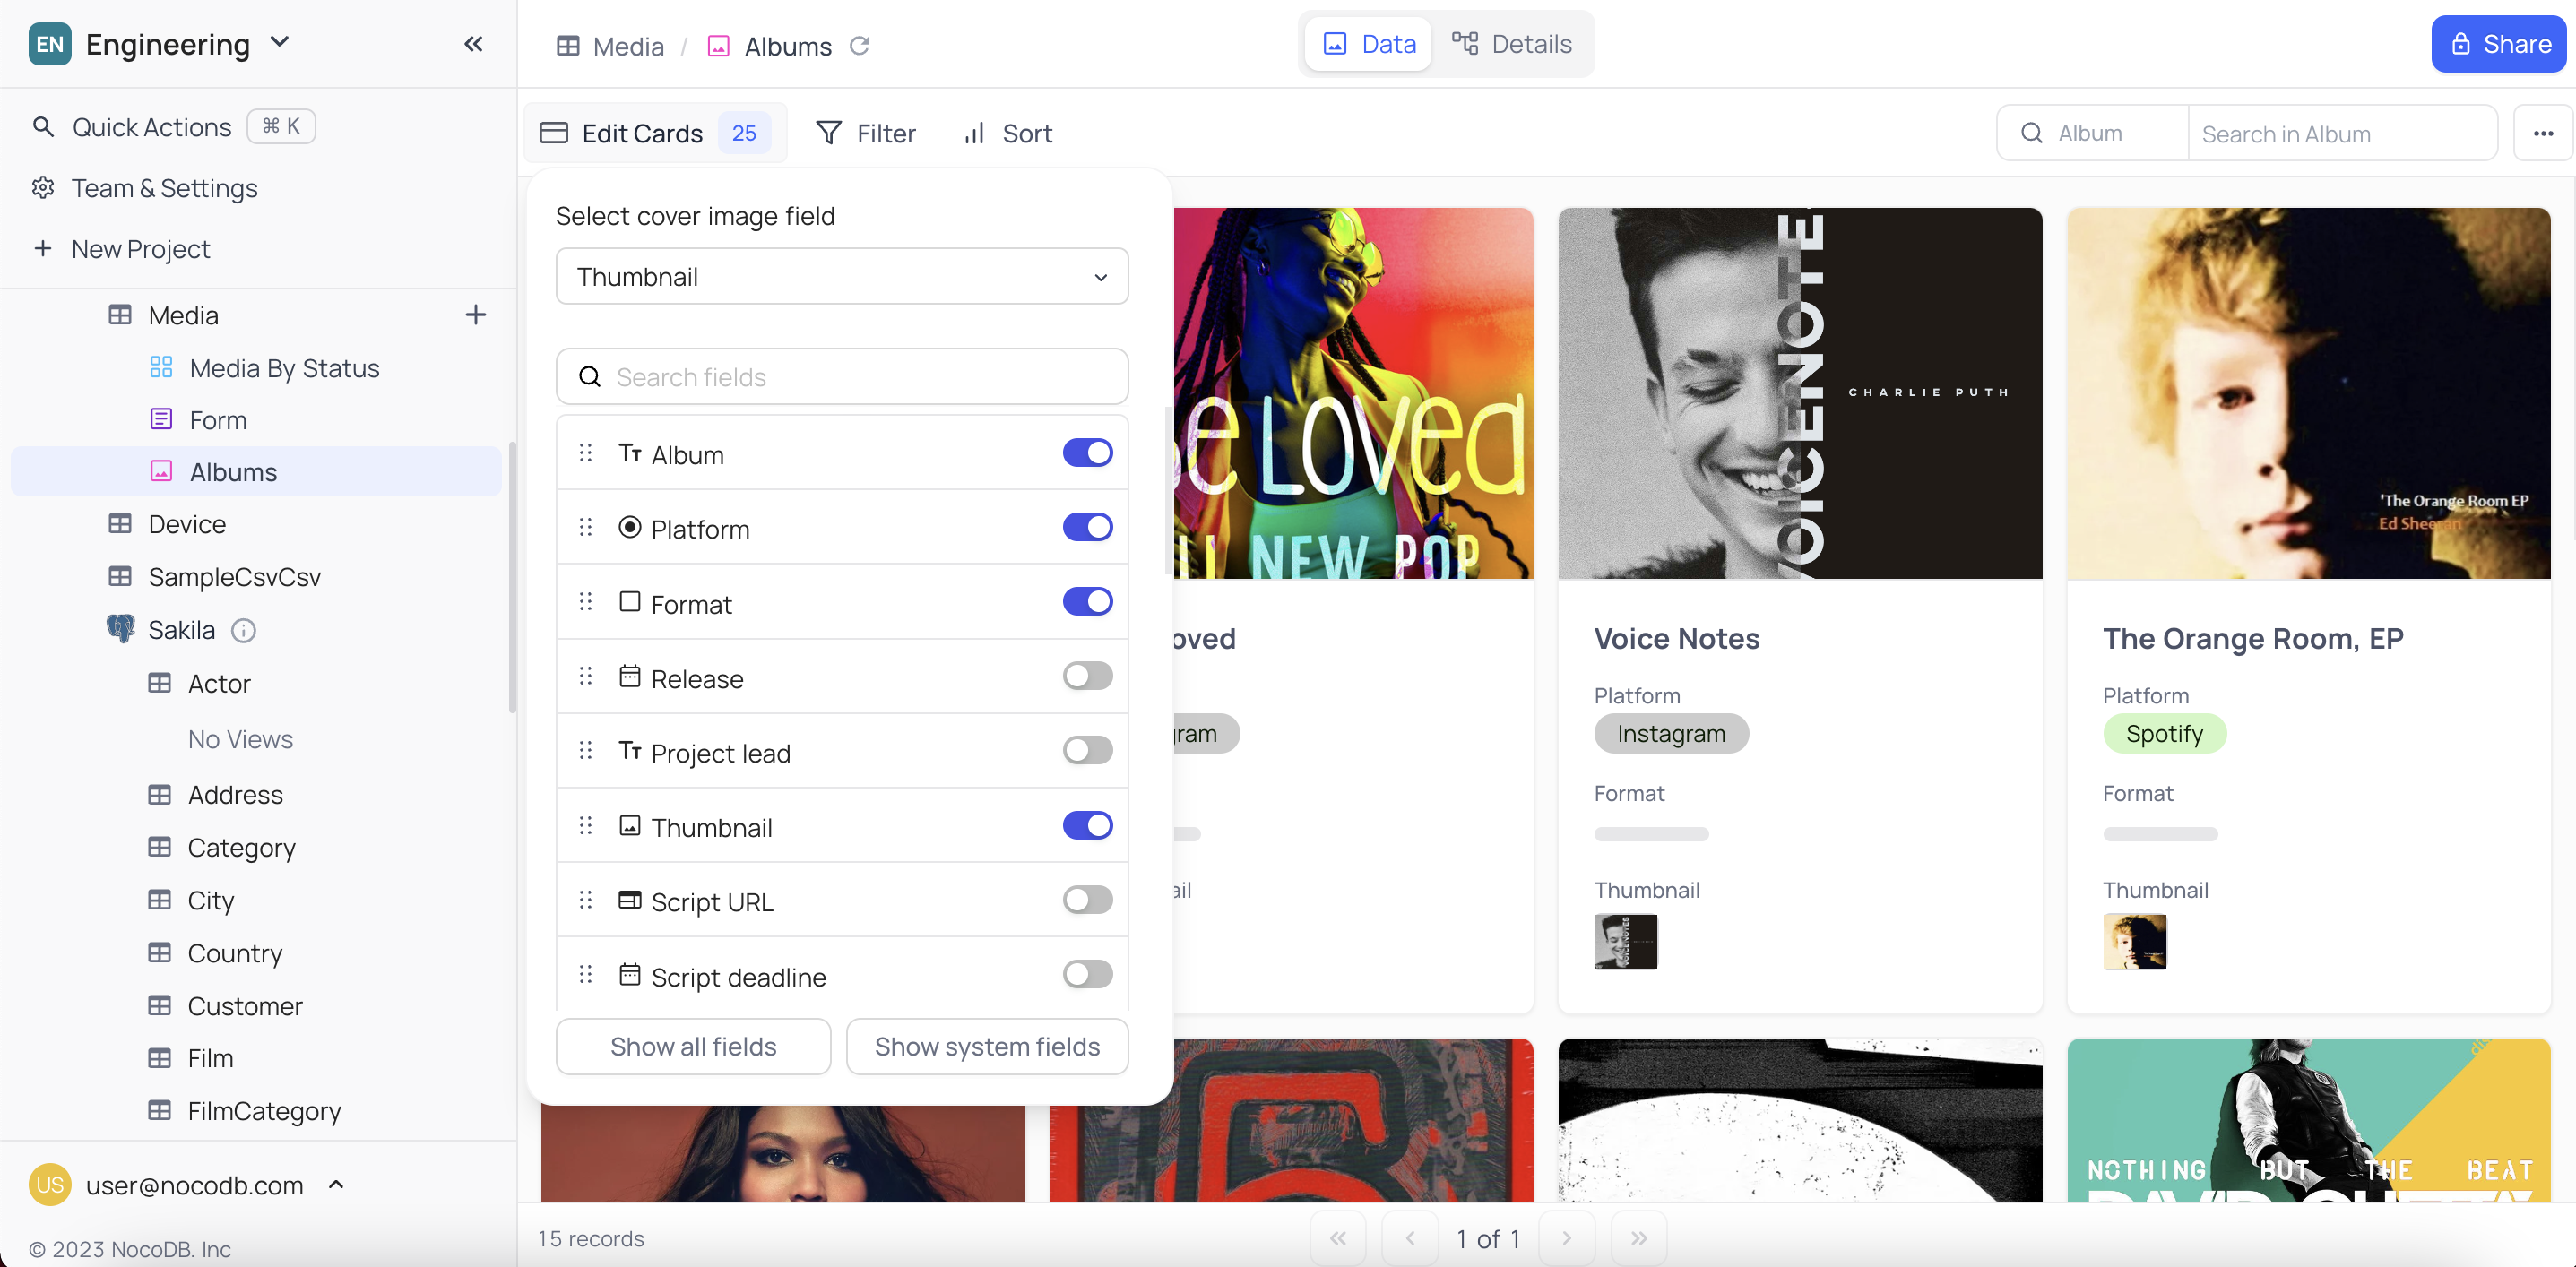 EN Engineering
Quick Actions ⌘ K
Team & Settings
New Project
Media
Media By Status
Form
Albums
Device
SampleCsvCsv
Sakila
Actor
No Views
Address
Category
City
Country
Customer
Film
FilmCategory
US user@nocodb.com
© 2023 NocoDB. Inc
Media / Albums
Data Details
Share
Edit Cards 25 Filter Sort
Album Search in Album
Select cover image field
Thumbnail
Search fields
Album
Platform
Format
Release
Project lead
Thumbnail
Script URL
Script deadline
Show all fields Show system fields
e LOVED
NEW POP
oved
ram
ail
VOICENOTE
CHARLIE PUTH
Voice Notes
Platform
Instagram
Format
Thumbnail
'The Orange Room EP
Ed Sheeran
The Orange Room, EP
Platform
Spotify
Format
Thumbnail
NOTHING BUT THE BEAT
15 records
1 of 1